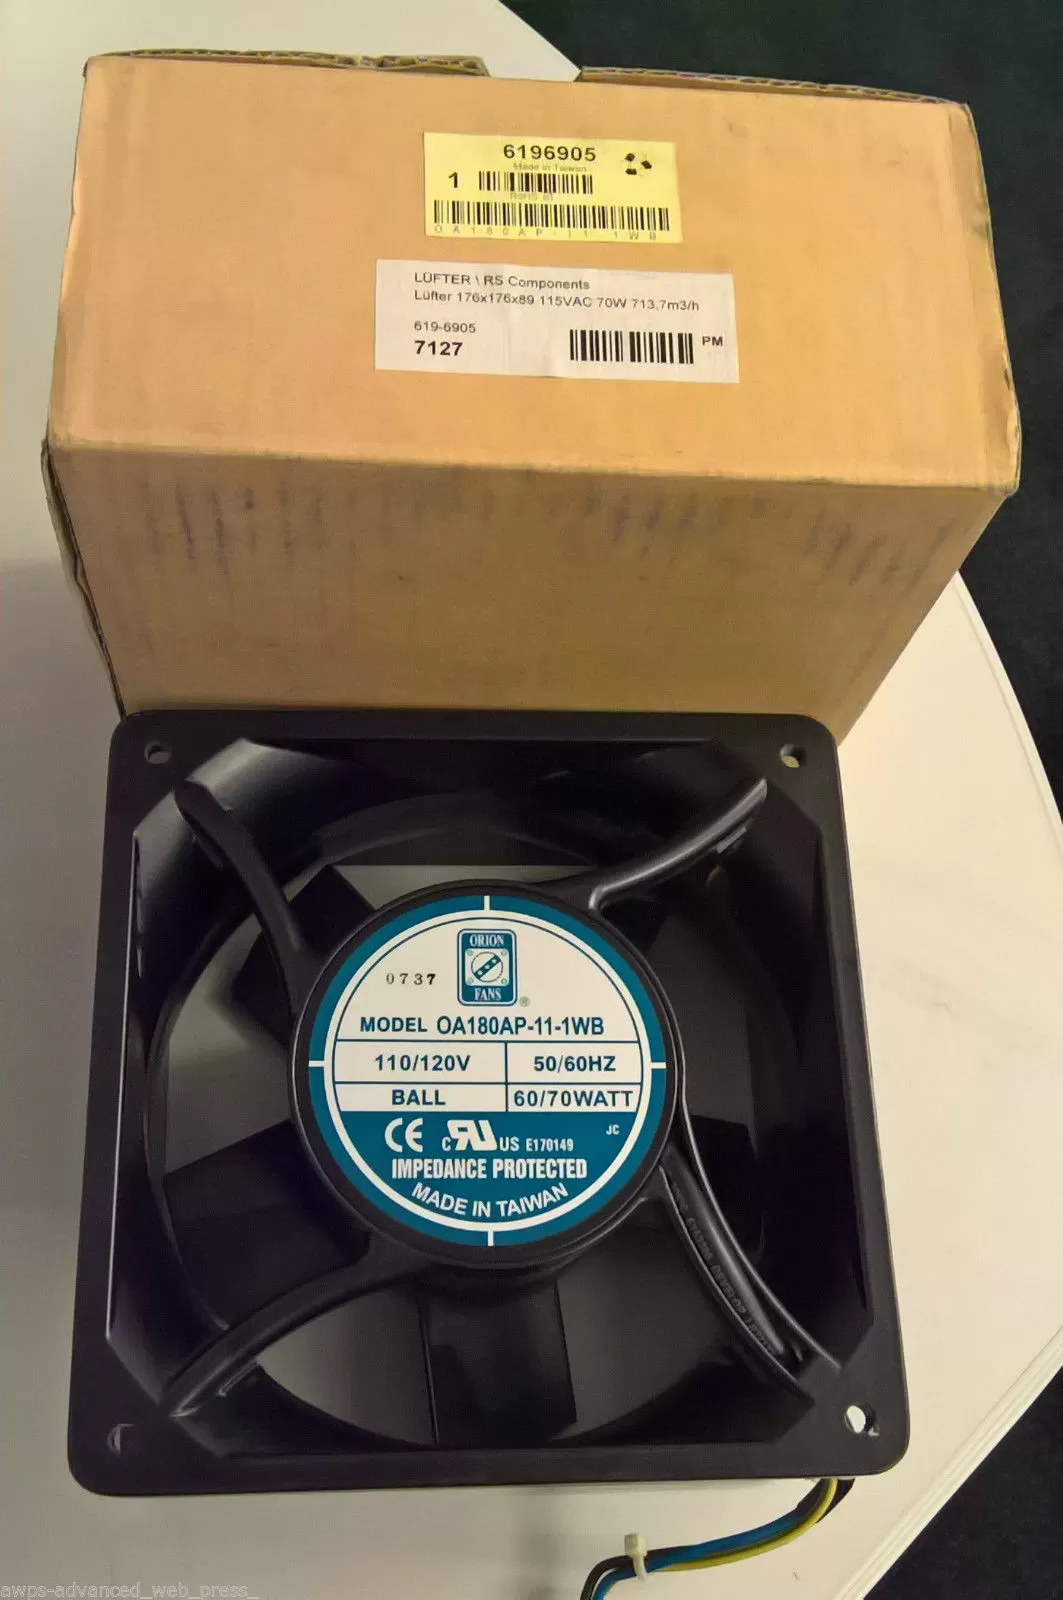 6196905
Made in Taiwan
1
OA180AP-11-1WB
LÜFTER \ RS Components
Lüfter 176x176x89 115VAC 70W 713,7m3/h
619-6905
7127
PM
ORION
FANS
®
0737
MODEL OA180AP-11-1WB
110/120V 50/60HZ
BALL 60/70WATT
CE c RU US E170149 JC
IMPEDANCE PROTECTED
MADE IN TAIWAN
awps-advanced_web_press_